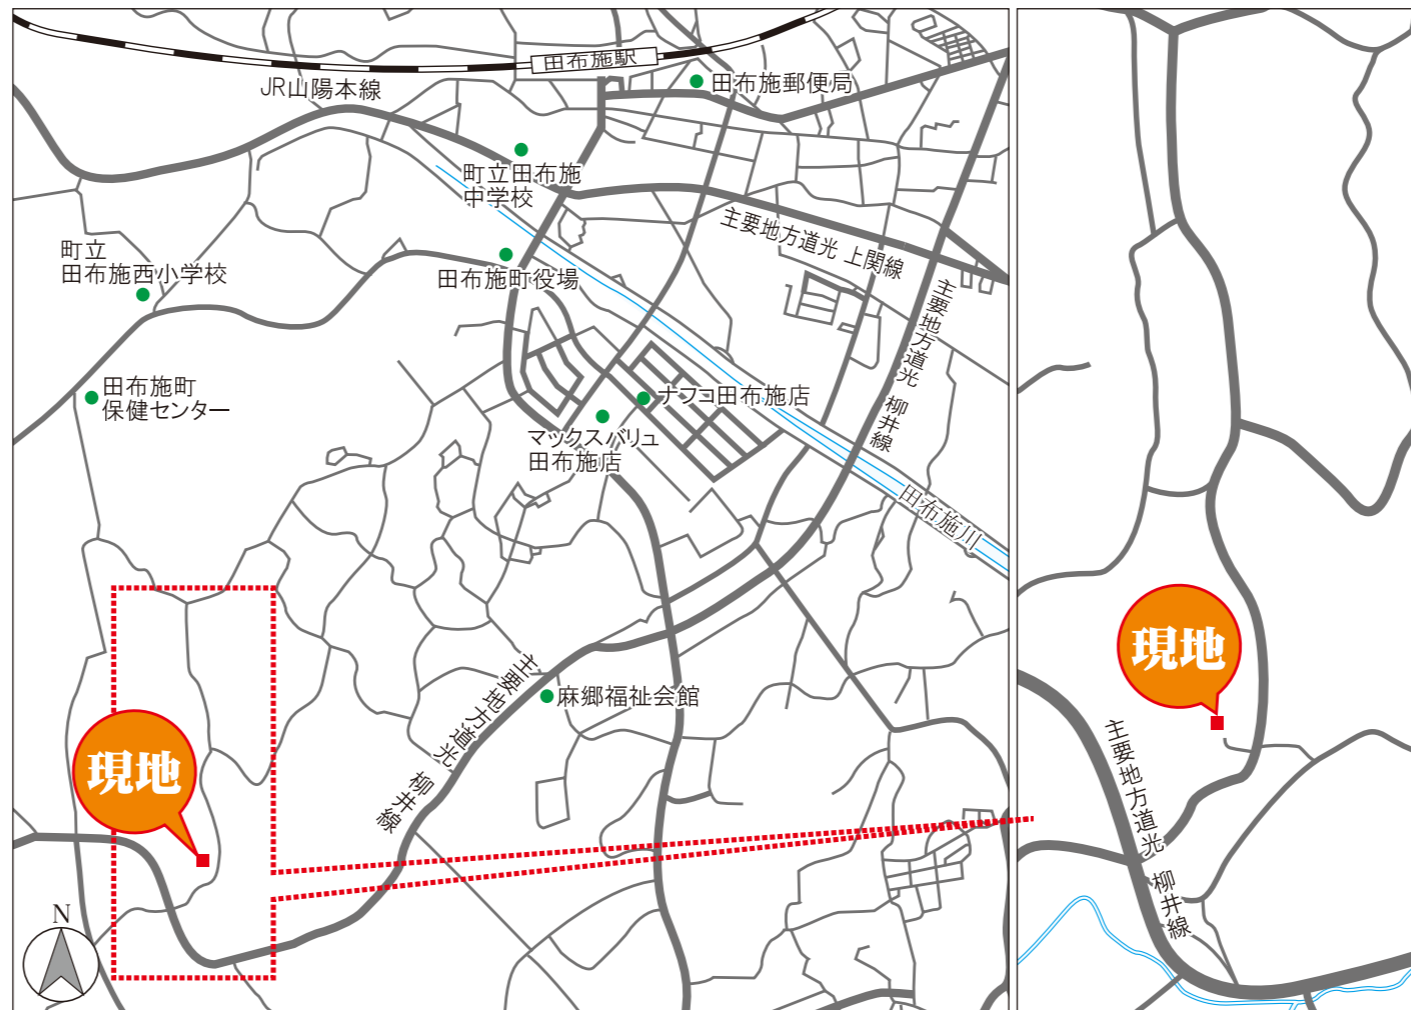 田布施駅
JR山陽本線
田布施郵便局
町立田布施
中学校
主要地方道光 上関線
町立
田布施西小学校
田布施町役場
主要地方道光 柳井線
田布施町
保健センター
ナフコ田布施店
マックスバリュ
田布施店
田布施川
主要地方道光 柳井線
麻郷福祉会館
現地
N
現地
主要地方道光 柳井線